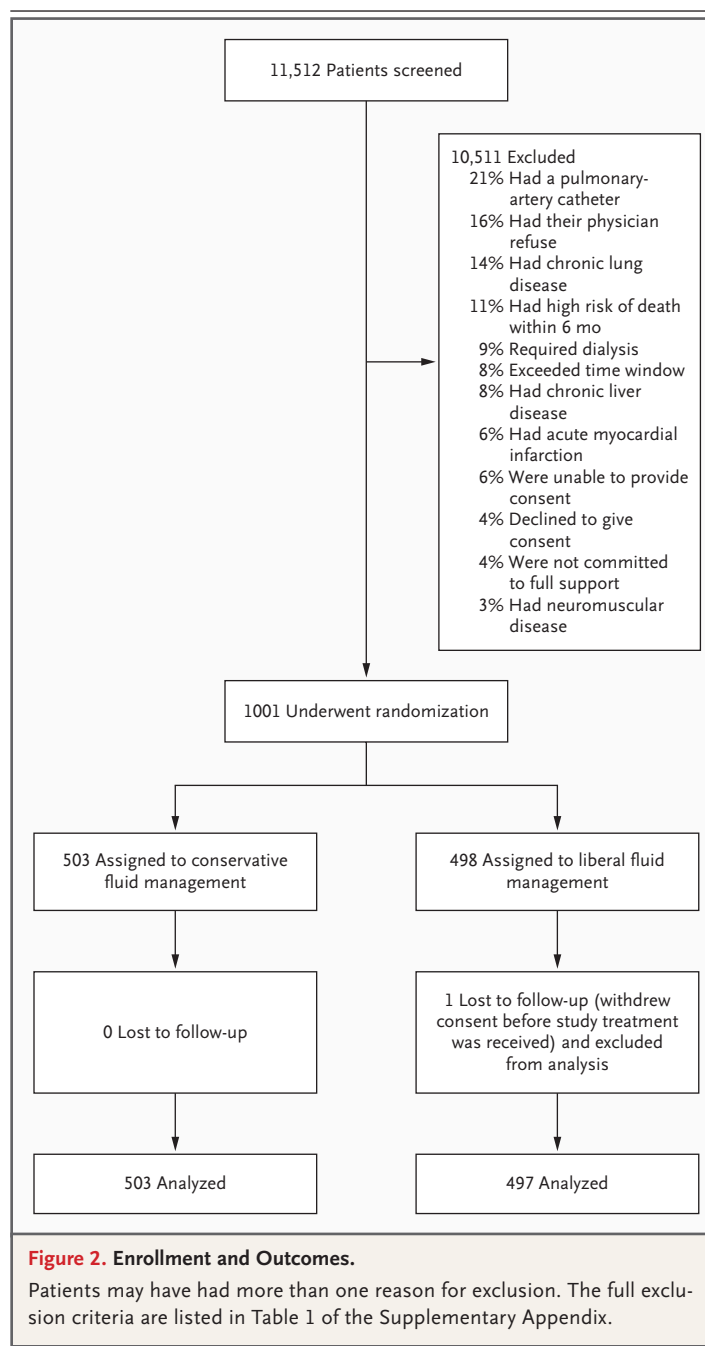 11,512 Patients screened
10,511 Excluded
21% Had a pulmonary-
artery catheter
16% Had their physician
refuse
14% Had chronic lung
disease
11% Had high risk of death
within 6 mo
9% Required dialysis
8% Exceeded time window
8% Had chronic liver
disease
6% Had acute myocardial
infarction
6% Were unable to provide
consent
4% Declined to give
consent
4% Were not committed
to full support
3% Had neuromuscular
disease
1001 Underwent randomization
503 Assigned to conservative
fluid management
498 Assigned to liberal fluid
management
0 Lost to follow-up
1 Lost to follow-up (withdrew
consent before study treatment
was received) and excluded
from analysis
503 Analyzed
497 Analyzed
Figure 2. Enrollment and Outcomes.
Patients may have had more than one reason for exclusion. The full exclu-
sion criteria are listed in Table 1 of the Supplementary Appendix.